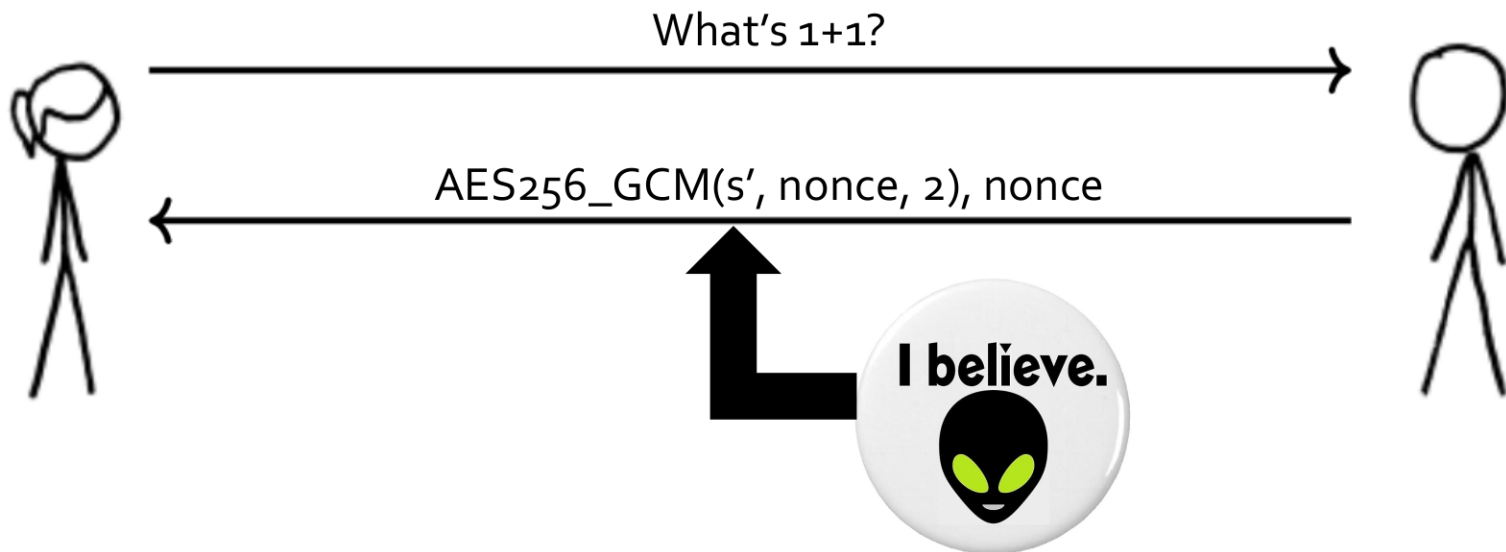 What's 1+1?
AES256_GCM(s', nonce, 2), nonce
I believe.